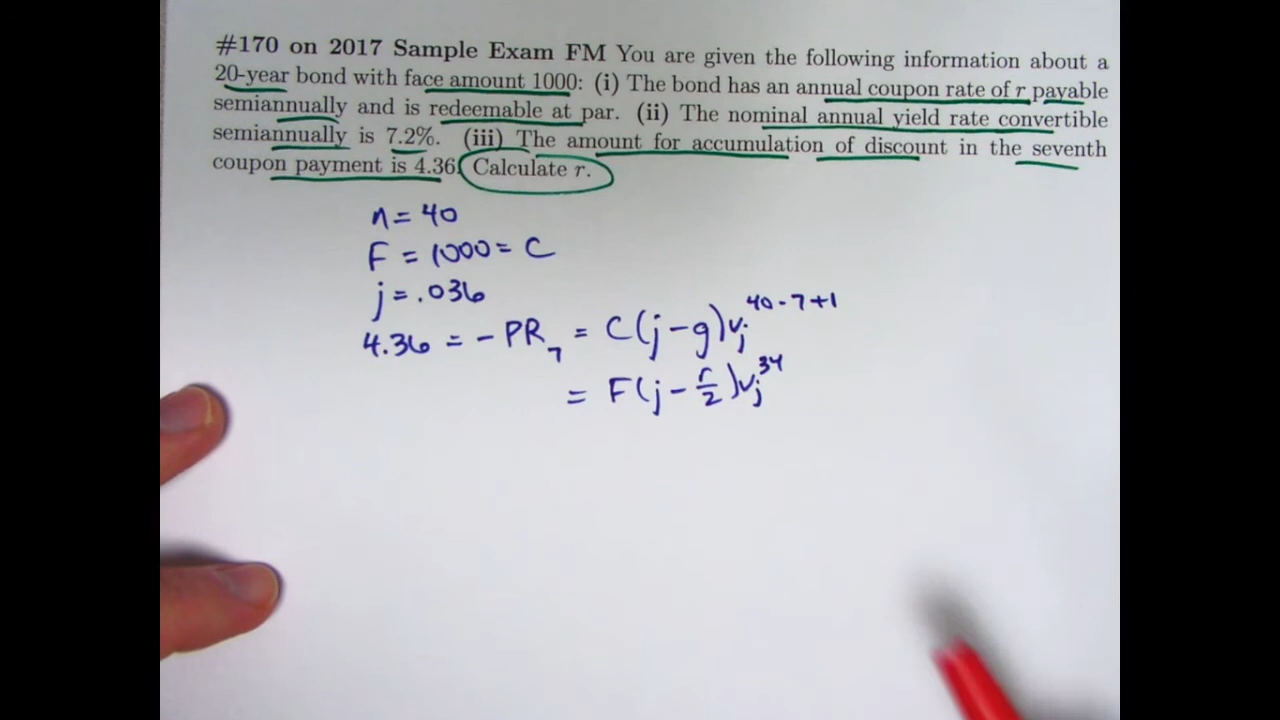 #170 on 2017 Sample Exam FM You are given the following information about a
20-year bond with face amount 1000: (i) The bond has an annual coupon rate of r payable
semiannually and is redeemable at par. (ii) The nominal annual yield rate convertible
semiannually is 7.2%. (iii) The amount for accumulation of discount in the seventh
coupon payment is 4.36. Calculate r.
n = 40
F = 1000 = C
j = .036
4.36 = - PR₇ = C(j - g)vⱼ^40-7+1
= F(j - r/2)vⱼ^34